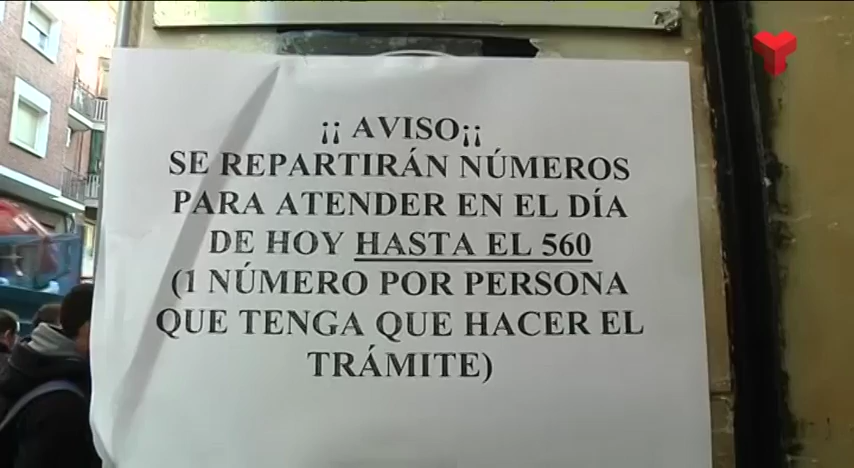 ¡¡ AVISO¡¡
SE REPARTIRÁN NÚMEROS
PARA ATENDER EN EL DÍA
DE HOY HASTA EL 560
(1 NÚMERO POR PERSONA
QUE TENGA QUE HACER EL
TRÁMITE)